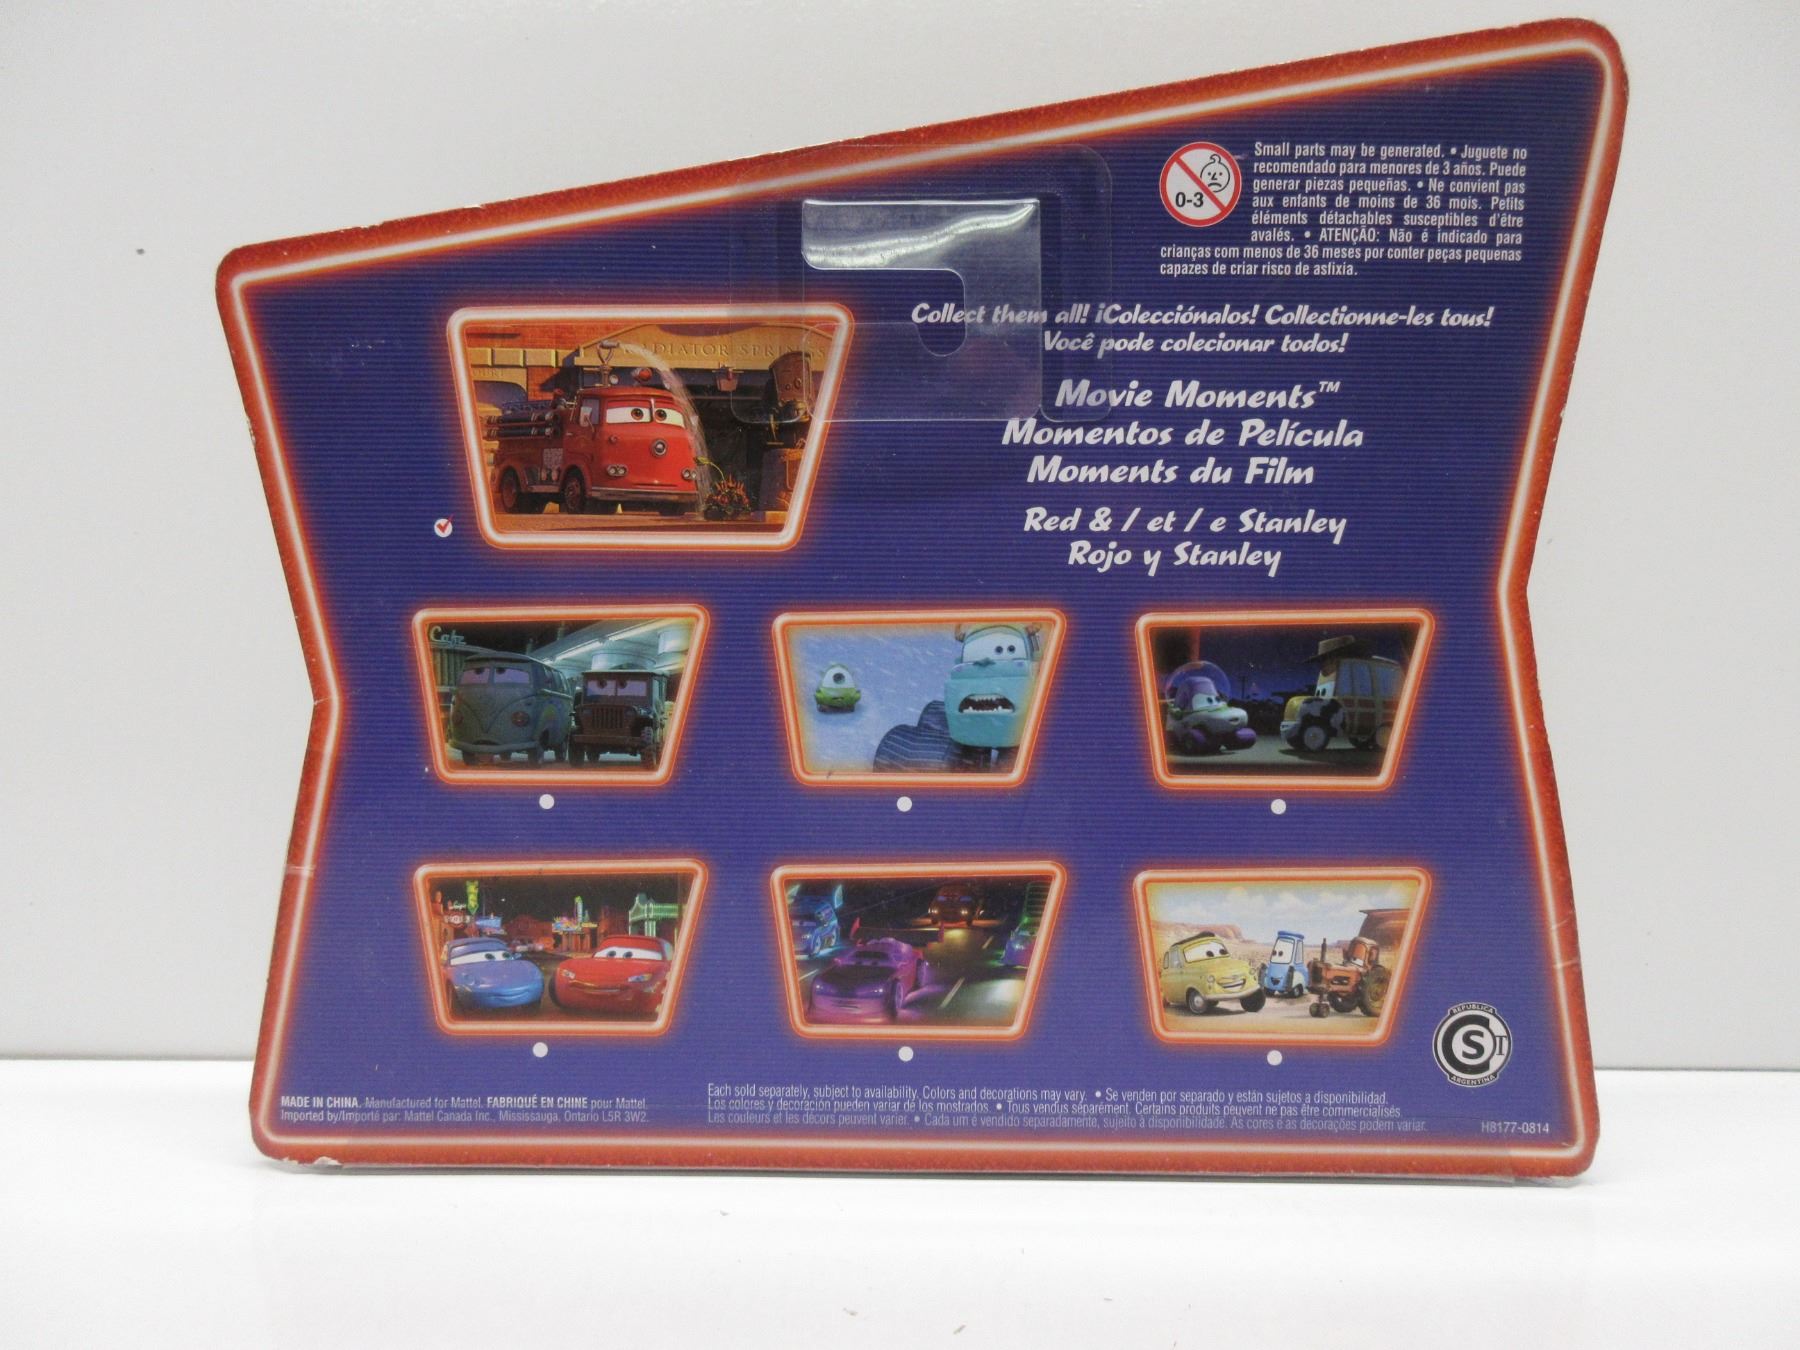 Small parts may be generated. • Juguete no
recomendado para menores de 3 años. Puede
generar piezas pequeñas. • Ne convient pas
aux enfants de moins de 36 mois. Petits
éléments détachables susceptibles d'être
avalés. • ATENÇÃO: Não é indicado para
crianças com menos de 36 meses por conter peças pequenas
capazes de criar risco de asfixia.
0-3
Collect them all! ¡Colecciónalos! Collectionne-les tous!
Você pode colecionar todos!
Movie Moments™
Momentos de Película
Moments du Film
Red & / et / e Stanley
Rojo y Stanley
RADIATOR SPRINGS
Cafe
REPUBLICA
S I
ARGENTINA
MADE IN CHINA. Manufactured for Mattel. FABRIQUÉ EN CHINE pour Mattel.
Imported by/Importé par: Mattel Canada Inc., Mississauga, Ontario L5R 3W2.
Each sold separately, subject to availability. Colors and decorations may vary. • Se venden por separado y están sujetos a disponibilidad.
Los colores y decoración pueden variar de los mostrados. • Tous vendus séparément. Certains produits peuvent ne pas être commercialisés.
Les couleurs et les décors peuvent varier. • Cada um é vendido separadamente, sujeito à disponibilidade. As cores e as decorações podem variar.
H8177-0814